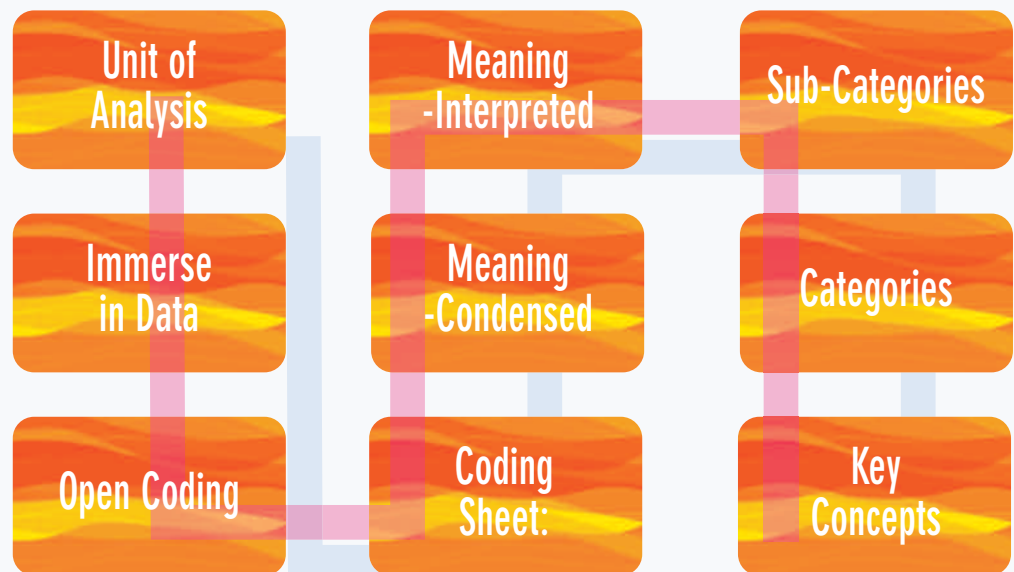 Unit of
Analysis
Immerse
in Data
Open Coding
Coding
Sheet:
Meaning
-Condensed
Meaning
-Interpreted
Sub-Categories
Categories
Key
Concepts